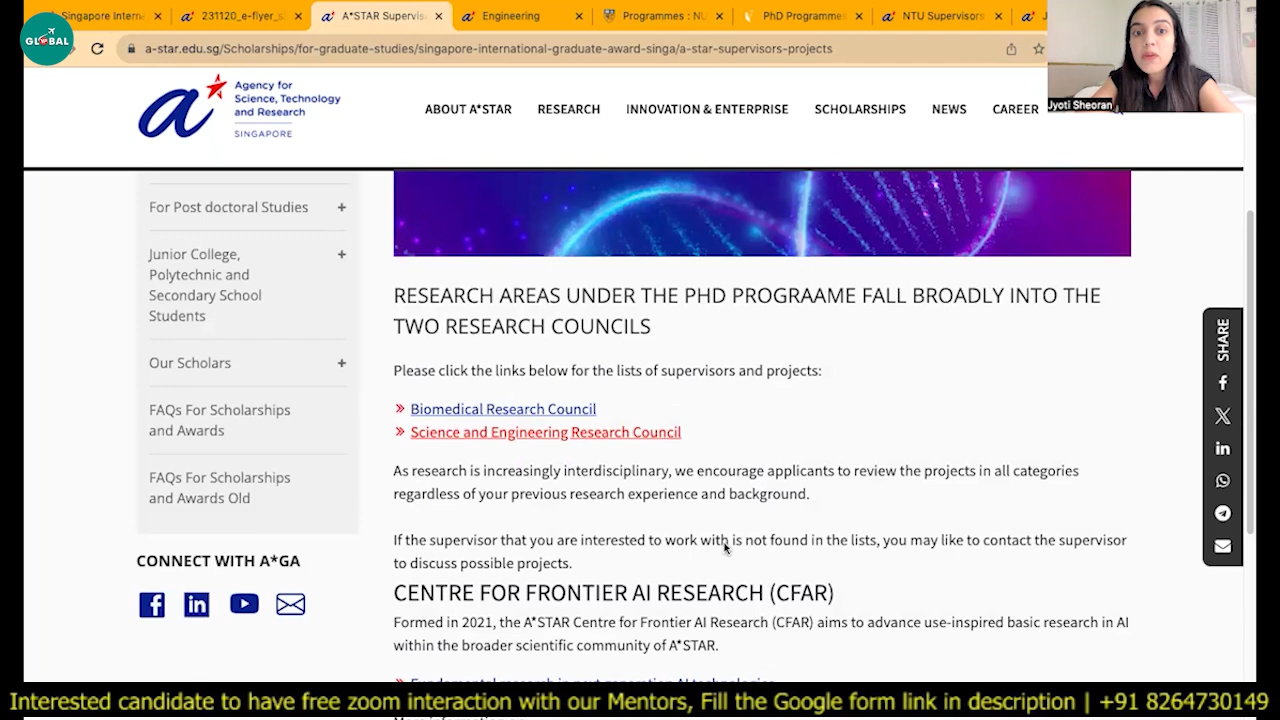 Singapore Intern
231120_e-flyer_s
A*STAR Supervis
Engineering
Programmes : NU
PhD Programmes
NTU Supervisors
GLOBAL
a-star.edu.sg/Scholarships/for-graduate-studies/singapore-international-graduate-award-singa/a-star-supervisors-projects
Jyoti Sheoran
Agency for
Science, Technology
and Research
SINGAPORE
ABOUT A*STAR
RESEARCH
INNOVATION & ENTERPRISE
SCHOLARSHIPS
NEWS
CAREER
For Post doctoral Studies +
Junior College, +
Polytechnic and
Secondary School
Students
Our Scholars +
FAQs For Scholarships
and Awards
FAQs For Scholarships
and Awards Old
CONNECT WITH A*GA
RESEARCH AREAS UNDER THE PHD PROGRAAME FALL BROADLY INTO THE
TWO RESEARCH COUNCILS
Please click the links below for the lists of supervisors and projects:
Biomedical Research Council
Science and Engineering Research Council
As research is increasingly interdisciplinary, we encourage applicants to review the projects in all categories
regardless of your previous research experience and background.
If the supervisor that you are interested to work with is not found in the lists, you may like to contact the supervisor
to discuss possible projects.
CENTRE FOR FRONTIER AI RESEARCH (CFAR)
Formed in 2021, the A*STAR Centre for Frontier AI Research (CFAR) aims to advance use-inspired basic research in AI
within the broader scientific community of A*STAR.
SHARE
Interested candidate to have free zoom interaction with our Mentors, Fill the Google form link in description | +91 8264730149